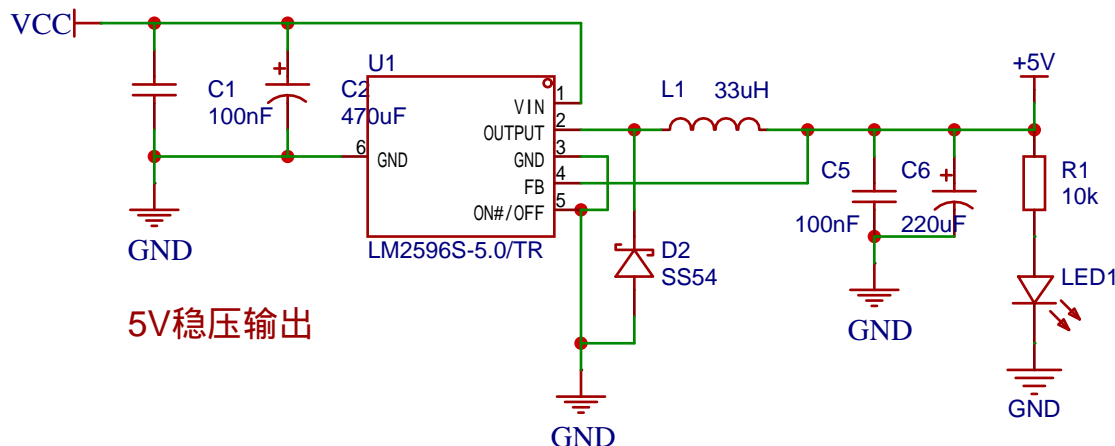 VCC
U1
C1
100nF
C2
470uF
VIN
1
OUTPUT
2
GND
3
FB
4
ON#/OFF
5
6
GND
LM2596S-5.0/TR
GND
L1
33uH
+5V
D2
SS54
C5
100nF
C6
220uF
R1
10k
LED1
GND
GND
GND
5V稳压输出